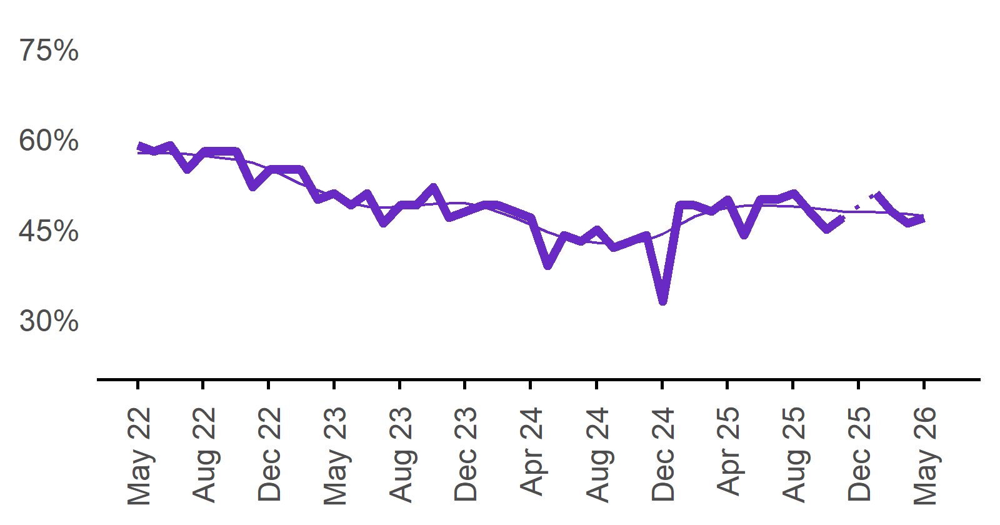 75%
60%
45%
30%
May 22
Aug 22
Dec 22
May 23
Aug 23
Dec 23
Apr 24
Aug 24
Dec 24
Apr 25
Aug 25
Dec 25
May 26